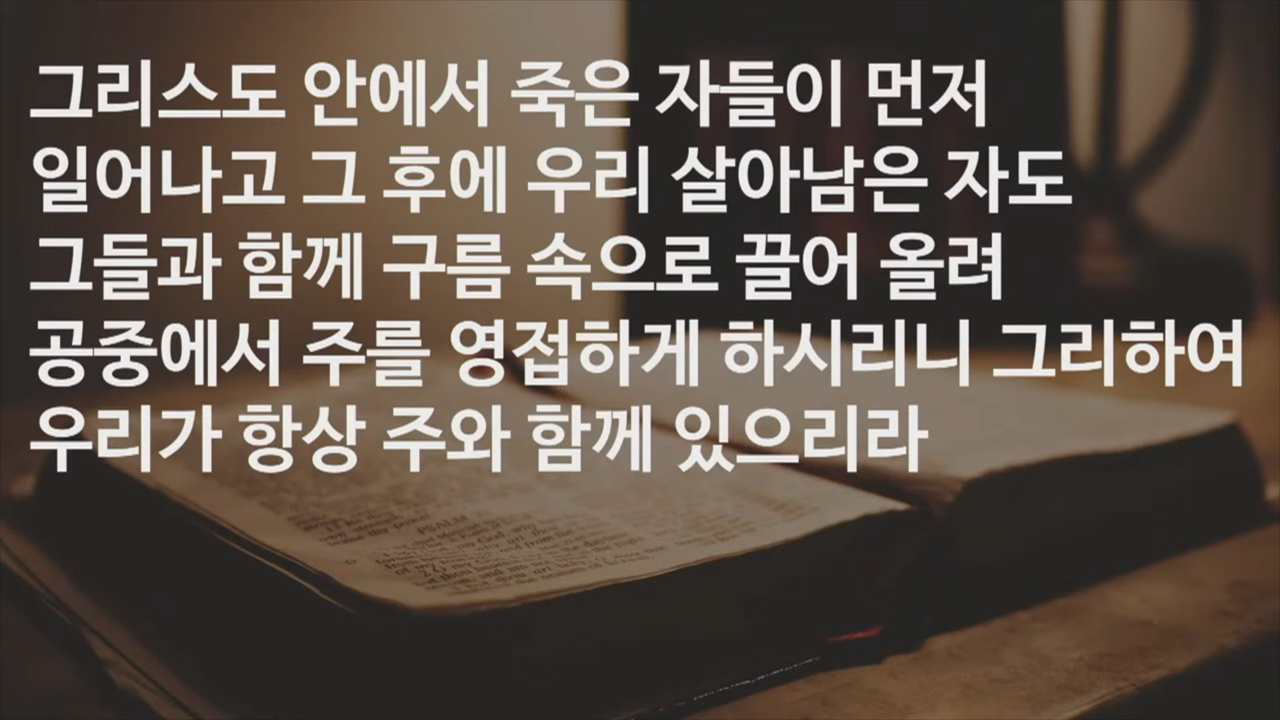 그리스도 안에서 죽은 자들이 먼저
일어나고 그 후에 우리 살아남은 자도
그들과 함께 구름 속으로 끌어 올려
공중에서 주를 영접하게 하시리니 그리하여
우리가 항상 주와 함께 있으리라
PSALM